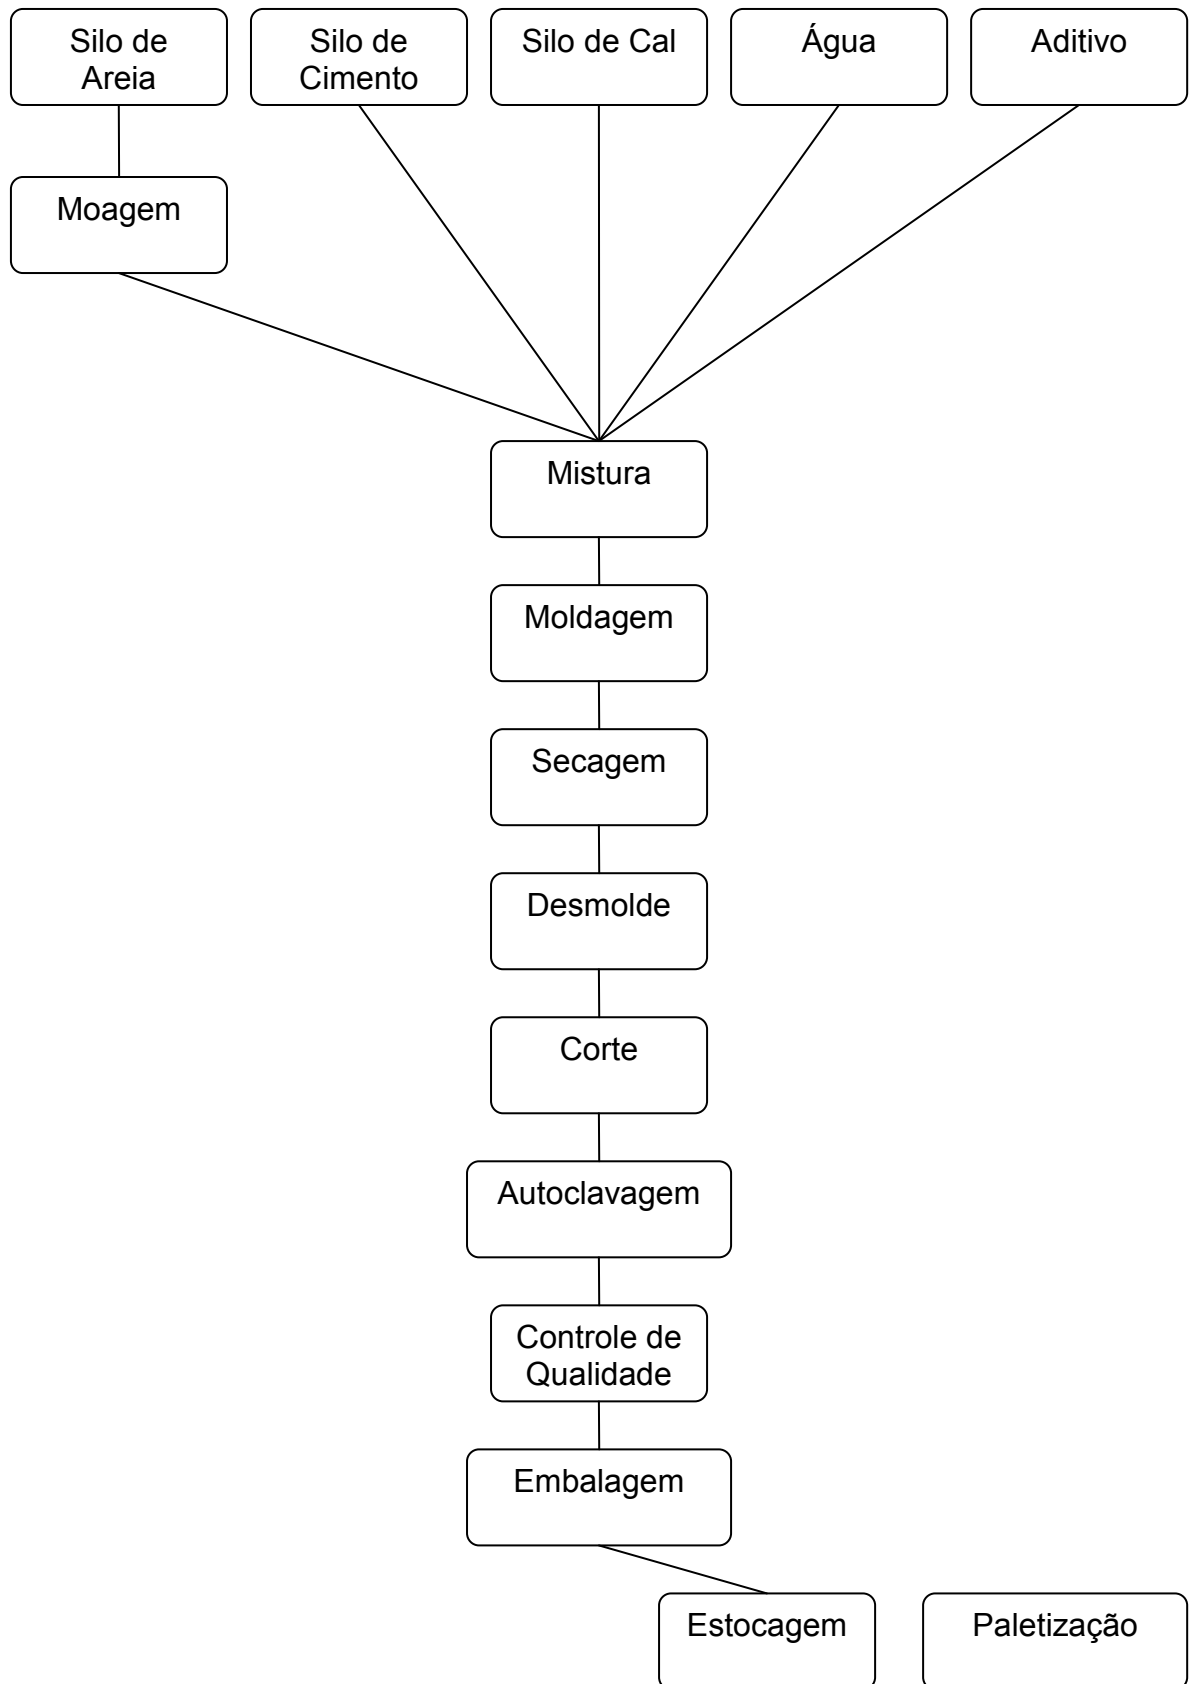 Silo de
Areia
Silo de
Cimento
Silo de Cal
Água
Aditivo
Moagem
Mistura
Moldagem
Secagem
Desmolde
Corte
Autoclavagem
Controle de
Qualidade
Embalagem
Estocagem
Paletização